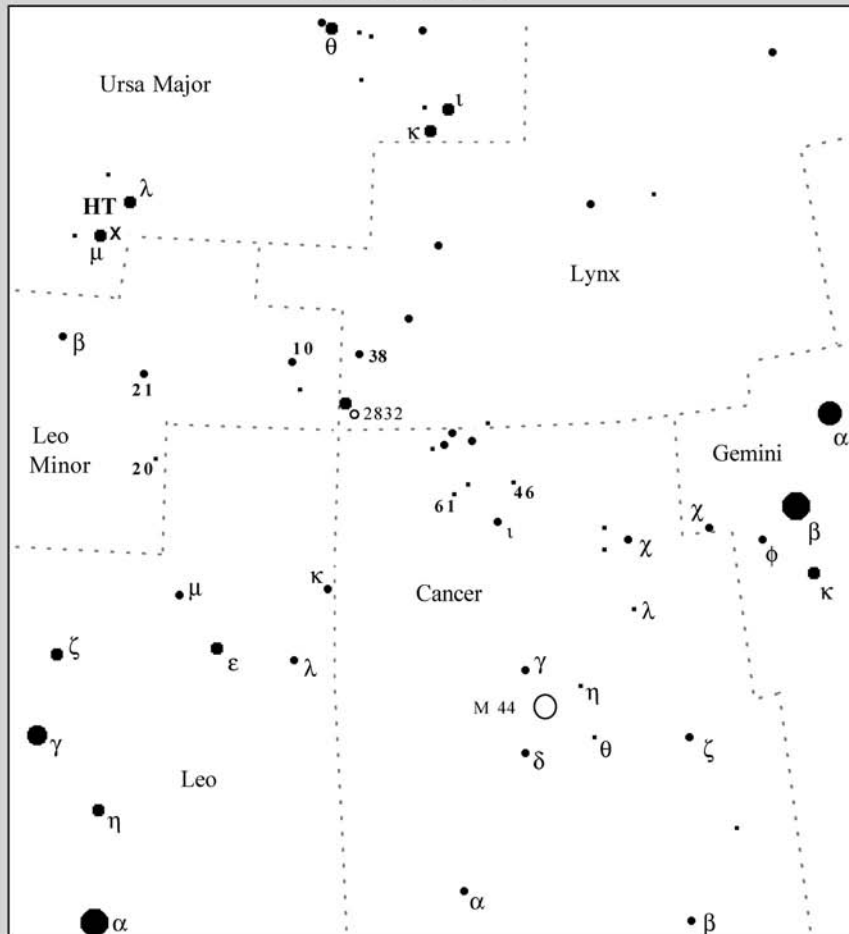 θ
Ursa Major
ι
κ
λ
HT
x
μ
Lynx
β
10
38
21
2832
α
Leo
Minor
Gemini
20
46
61
χ
β
ι
χ
φ
κ
μ
κ
Cancer
λ
ζ
ε
λ
γ
η
M 44
γ
δ
θ
ζ
Leo
η
α
α
β